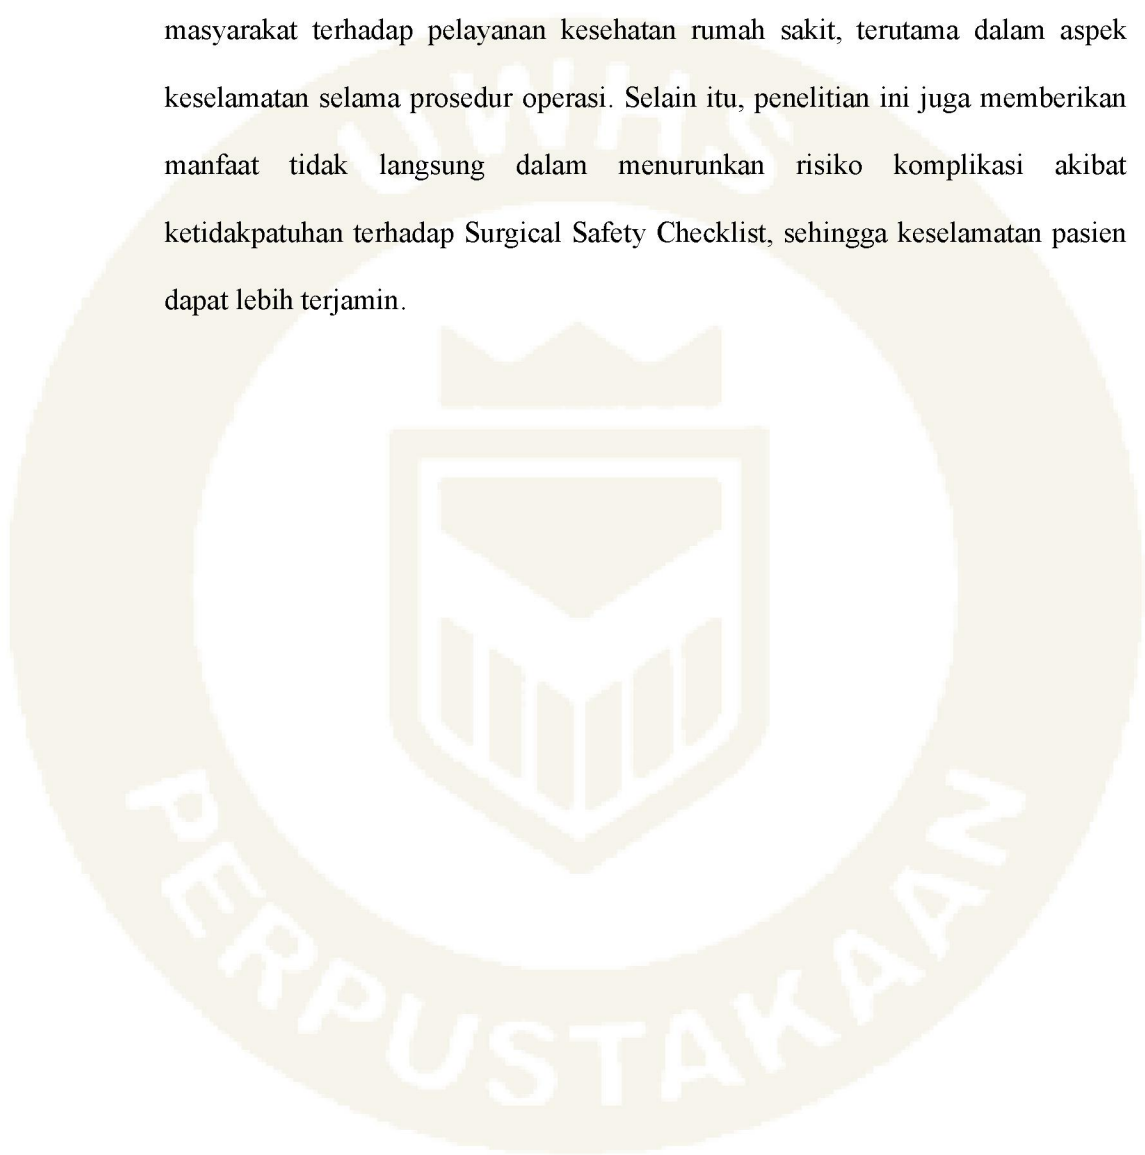 masyarakat terhadap pelayanan kesehatan rumah sakit, terutama dalam aspek
keselamatan selama prosedur operasi. Selain itu, penelitian ini juga memberikan
manfaat tidak langsung dalam menurunkan risiko komplikasi akibat
ketidakpatuhan terhadap Surgical Safety Checklist, sehingga keselamatan pasien
dapat lebih terjamin.
UWHS
PERPUSTAKAAN